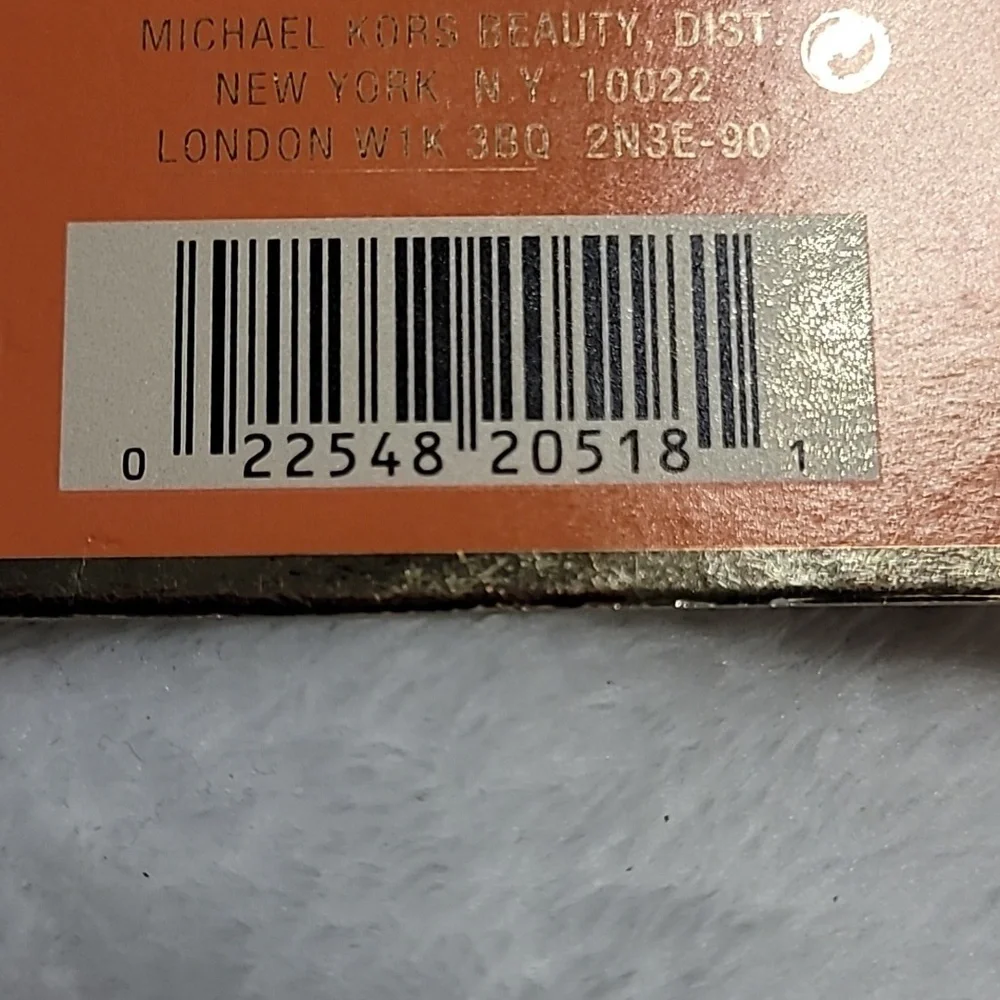 MICHAEL KORS BEAUTY, DIST.
NEW YORK, N.Y. 10022
LONDON W1K 3BQ 2N3E-90
0 22548 20518 1